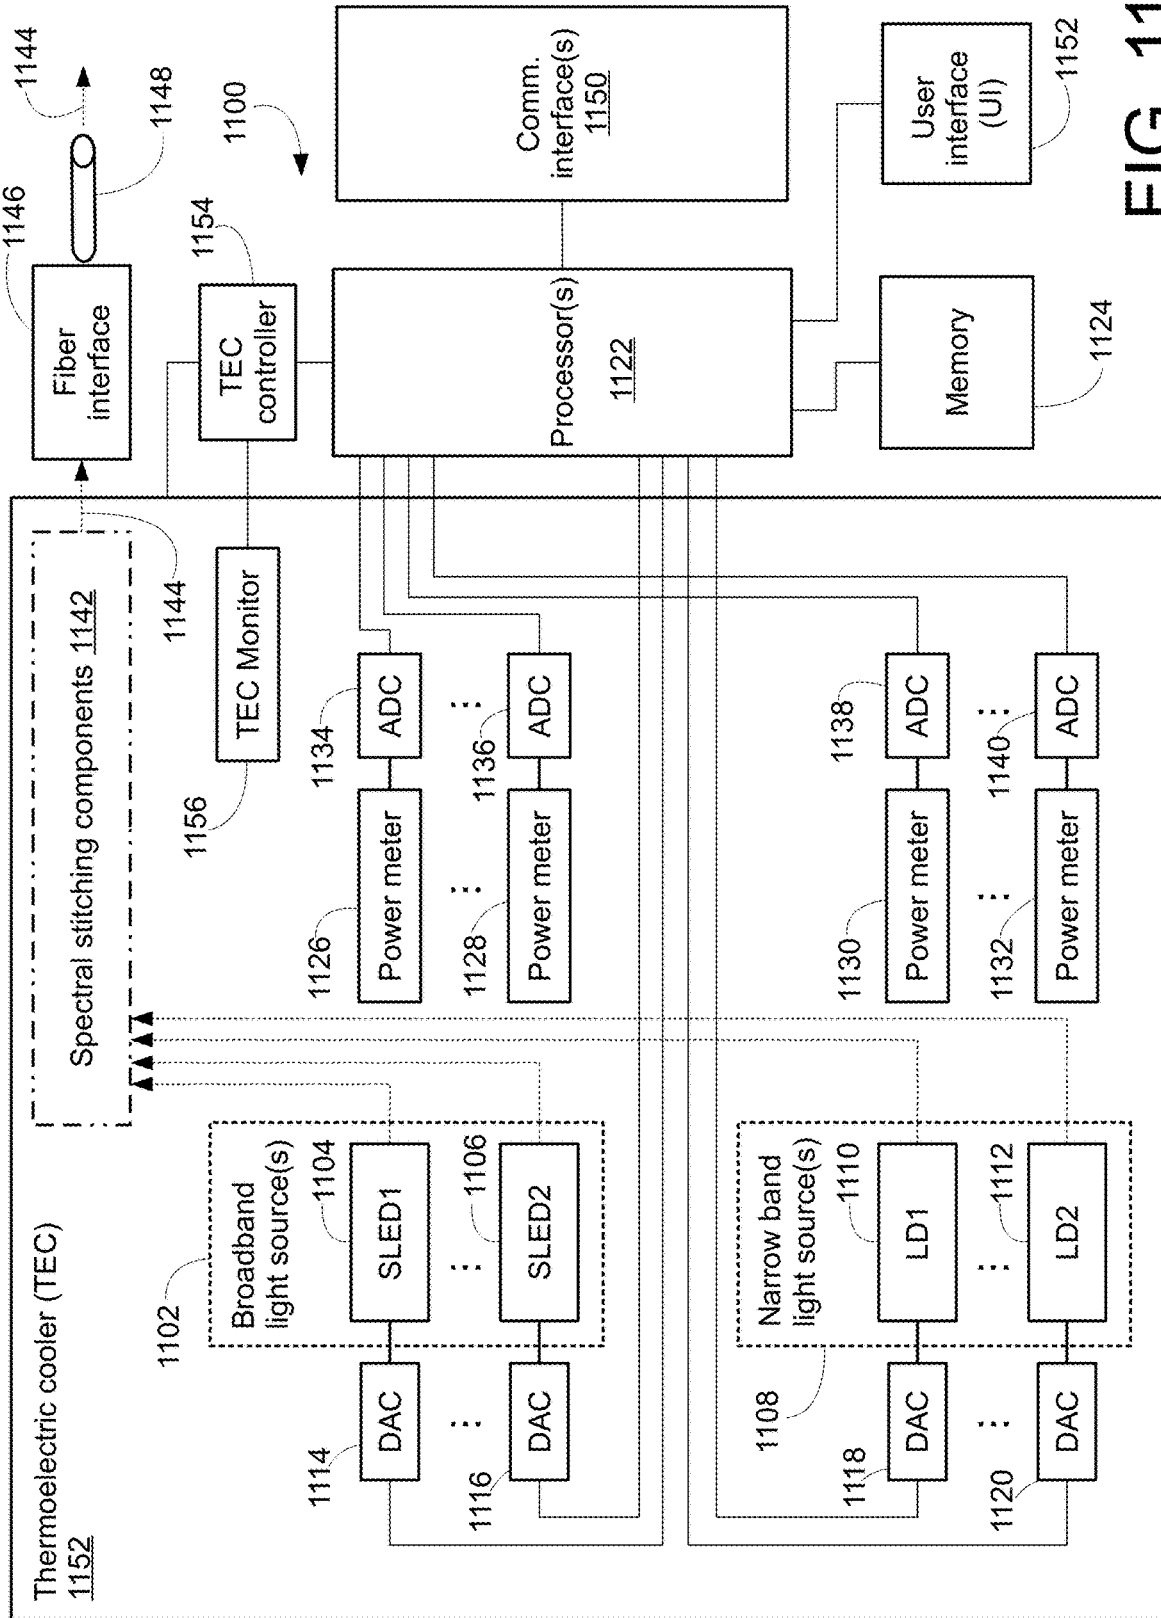 Thermoelectric cooler (TEC)
1152
Spectral stitching components 1142
1144
Fiber
interface
1146
1148
1144
1102
Broadband
light source(s)
1114
DAC
1104
SLED1
1126
Power meter
1134
ADC
1156
TEC Monitor
TEC
controller
1154
1100
...
...
...
1116
DAC
1106
SLED2
1128
Power meter
1136
ADC
Processor(s)
1122
Comm.
interface(s)
1150
1108
Narrow band
light source(s)
1118
DAC
1110
LD1
1130
Power meter
1138
ADC
...
...
...
1120
DAC
1112
LD2
1132
Power meter
1140
ADC
Memory
1124
User
interface
(UI)
1152
FIG 11